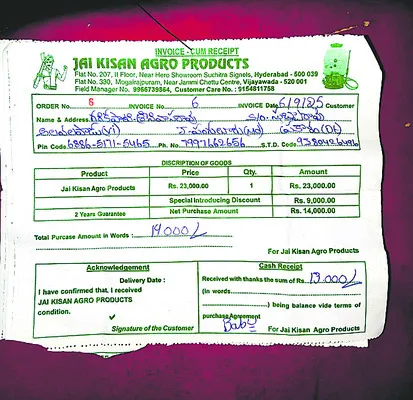 INVOICE - CUM RECEIPT
JAI KISAN AGRO PRODUCTS
Flat No. 207, II Floor, Near Hero Showroom Suchitra Signels, Hyderabad - 500 039
Flat No. 330, Mogalrajpuram, Near Jammi Chettu Centre, Vijayawada - 520 001
Field Manager No. 9966739864, Customer Care No.: 9154811758
ORDER No. 6 INVOICE No. 6 INVOICE Date 6/9/25 Customer
Name & Address
Pin Code Ph. No. 7997662656 S.T.D. Code
DISCRIPTION OF GOODS
Product Price Qty. Amount
Jai Kisan Agro Products Rs. 23,000.00 1 Rs. 23,000.00
Special Introducing Discount Rs. 9,000.00
2 Years Guarantee Net Purchase Amount Rs. 14,000.00
Total Purcase Amount in Words : 14000/
For Jai Kisan Agro Products
Acknowledgement
Delivery Date :
I have confirmed that, I received
JAI KISAN AGRO PRODUCTS
condition.
Signature of the Customer
Cash Receipt
Received with thanks the sum of Rs. 13.000/
(in words
) being balance vide terms of
purchase Agreement
Babu For Jai Kisan Agro Products